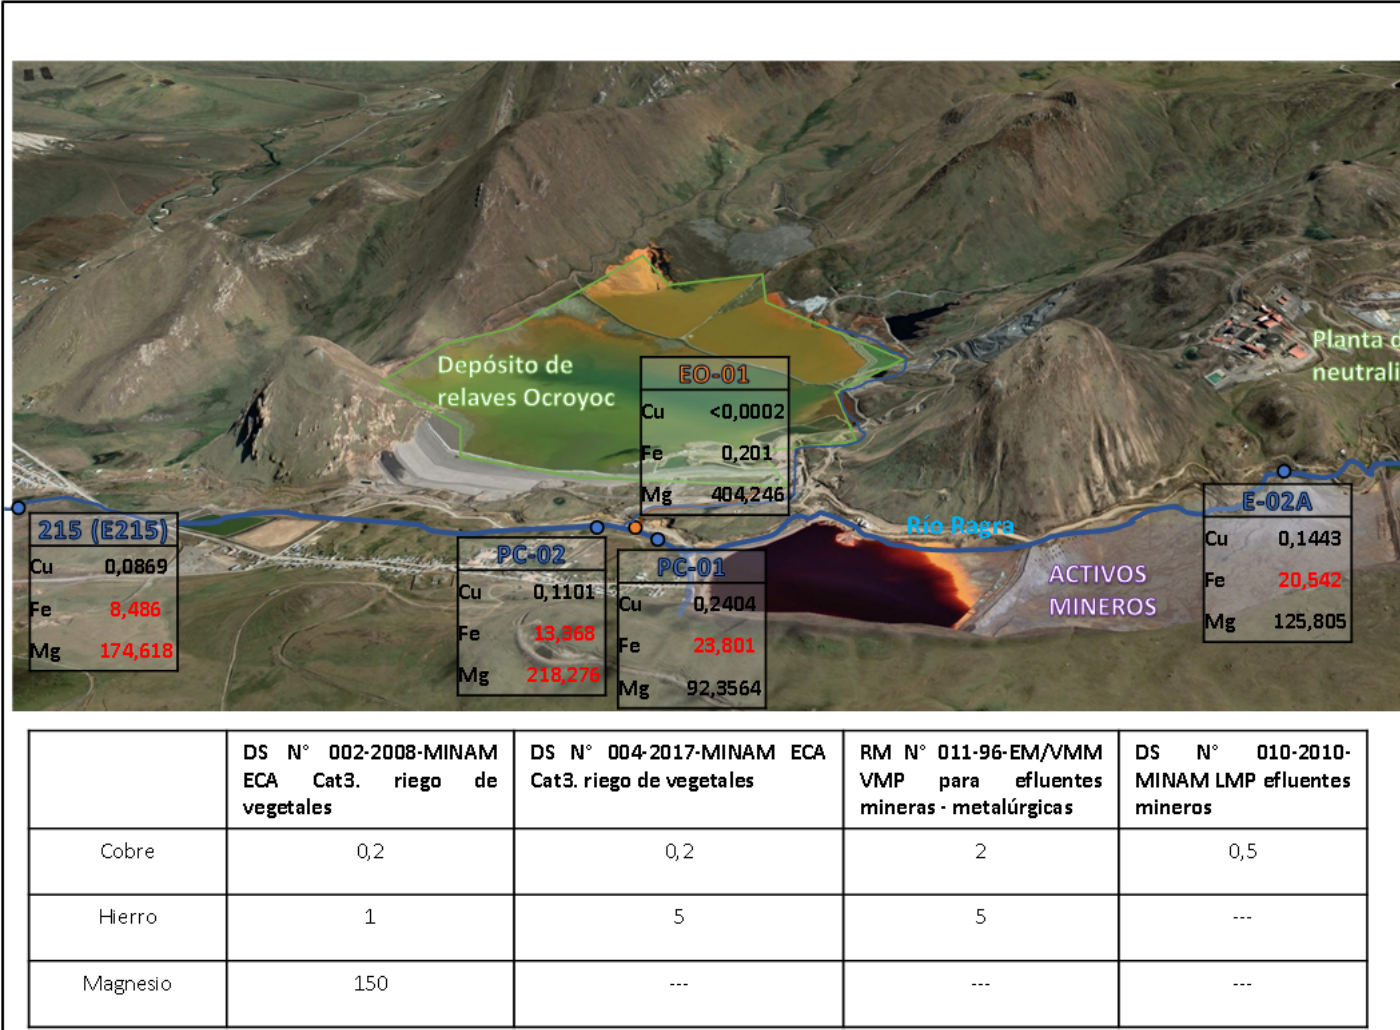 Depósito de
relaves Ocroyoc
Planta d
neutrali
EO-01
Cu <0,0002
Fe 0,201
Mg 404,246
E-02A
Cu 0,1443
Fe 20,542
Mg 125,805
215 (E215)
Cu 0,0869
Fe 8,486
Mg 174,618
PC-02
Cu 0,1101
Fe 13,368
Mg 218,276
PC-01
Cu 0,2404
Fe 23,801
Mg 92,3564
Río Ragra
ACTIVOS
MINEROS
DS N° 002-2008-MINAM
ECA Cat3. riego de
vegetales
DS N° 004-2017-MINAM ECA
Cat3. riego de vegetales
RM N° 011-96-EM/VMM
VMP para efluentes
mineras - metalúrgicas
DS N° 010-2010-
MINAM LMP efluentes
mineros
Cobre 0,2 0,2 2 0,5
Hierro 1 5 5 ---
Magnesio 150 --- --- ---